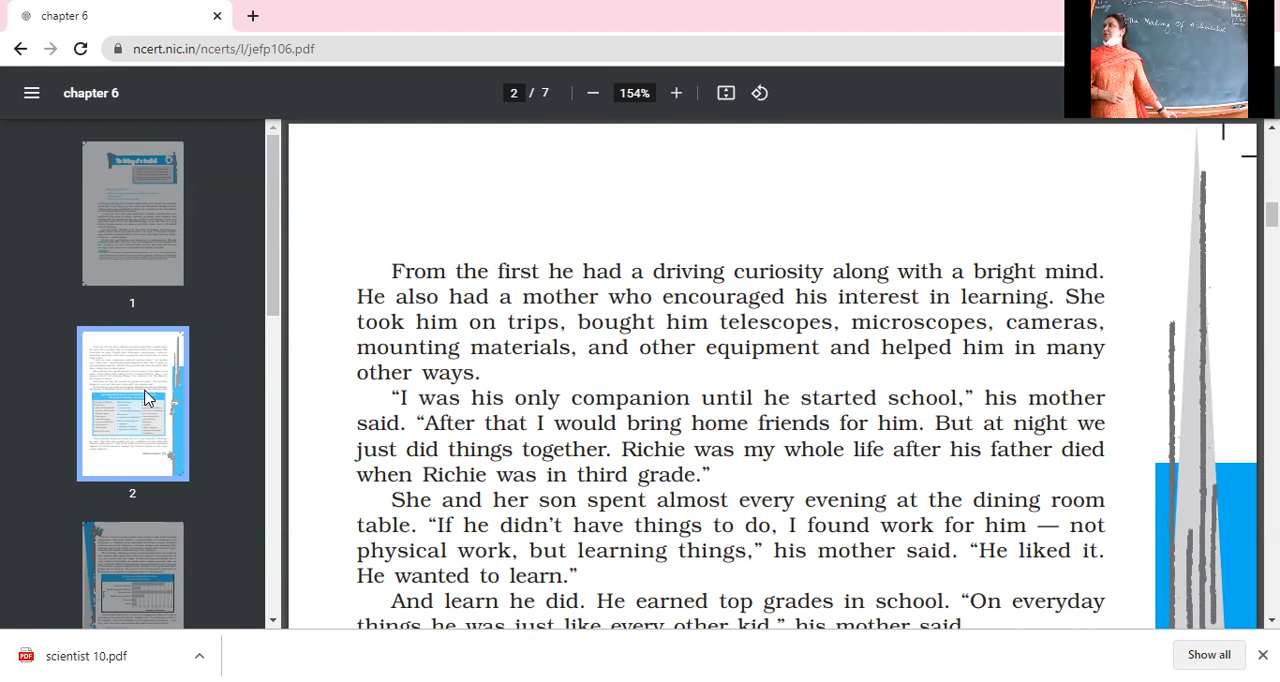 chapter 6
ncert.nic.in/ncerts/l/jefp106.pdf
chapter 6
2 / 7
154%
The Making Of a Scientist
1
2
From the first he had a driving curiosity along with a bright mind.
He also had a mother who encouraged his interest in learning. She
took him on trips, bought him telescopes, microscopes, cameras,
mounting materials, and other equipment and helped him in many
other ways.
“I was his only companion until he started school,” his mother
said. “After that I would bring home friends for him. But at night we
just did things together. Richie was my whole life after his father died
when Richie was in third grade.”
She and her son spent almost every evening at the dining room
table. “If he didn’t have things to do, I found work for him — not
physical work, but learning things,” his mother said. “He liked it.
He wanted to learn.”
And learn he did. He earned top grades in school. “On everyday
things he was just like every other kid,” his mother said.
PDF
scientist 10.pdf
Show all